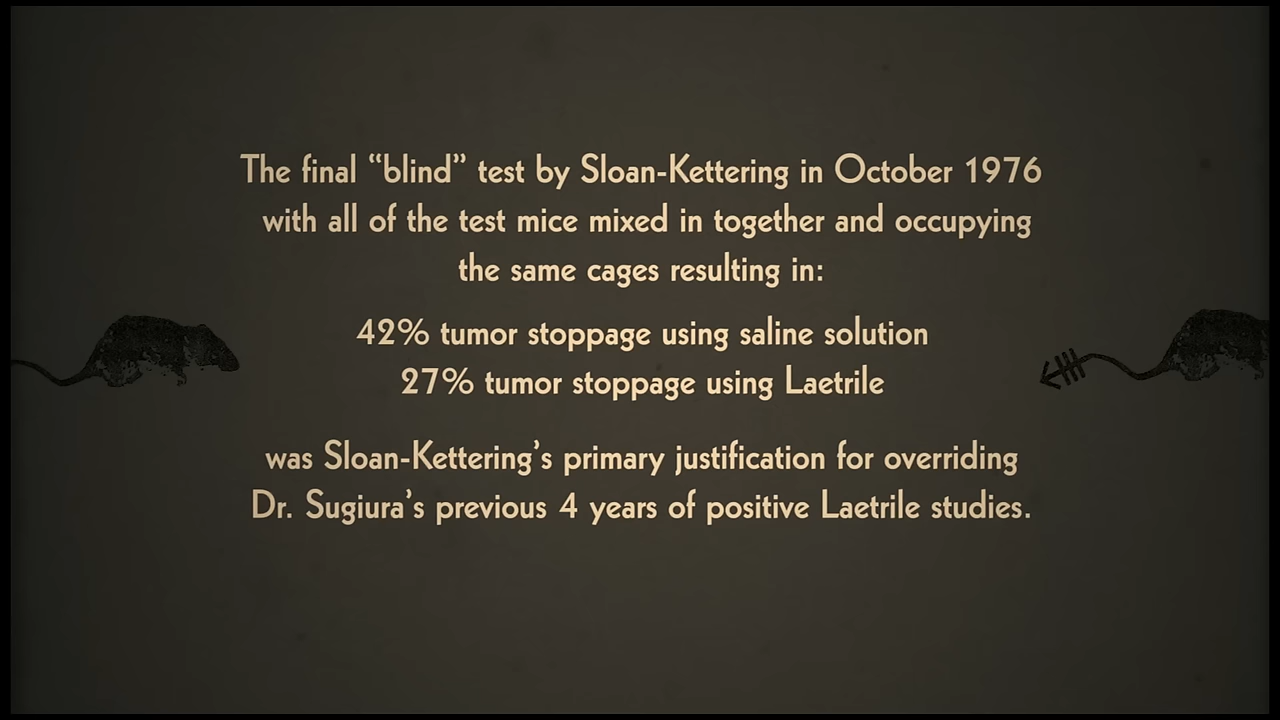 The final “blind” test by Sloan-Kettering in October 1976
with all of the test mice mixed in together and occupying
the same cages resulting in:
42% tumor stoppage using saline solution
27% tumor stoppage using Laetrile
was Sloan-Kettering’s primary justification for overriding
Dr. Sugiura’s previous 4 years of positive Laetrile studies.